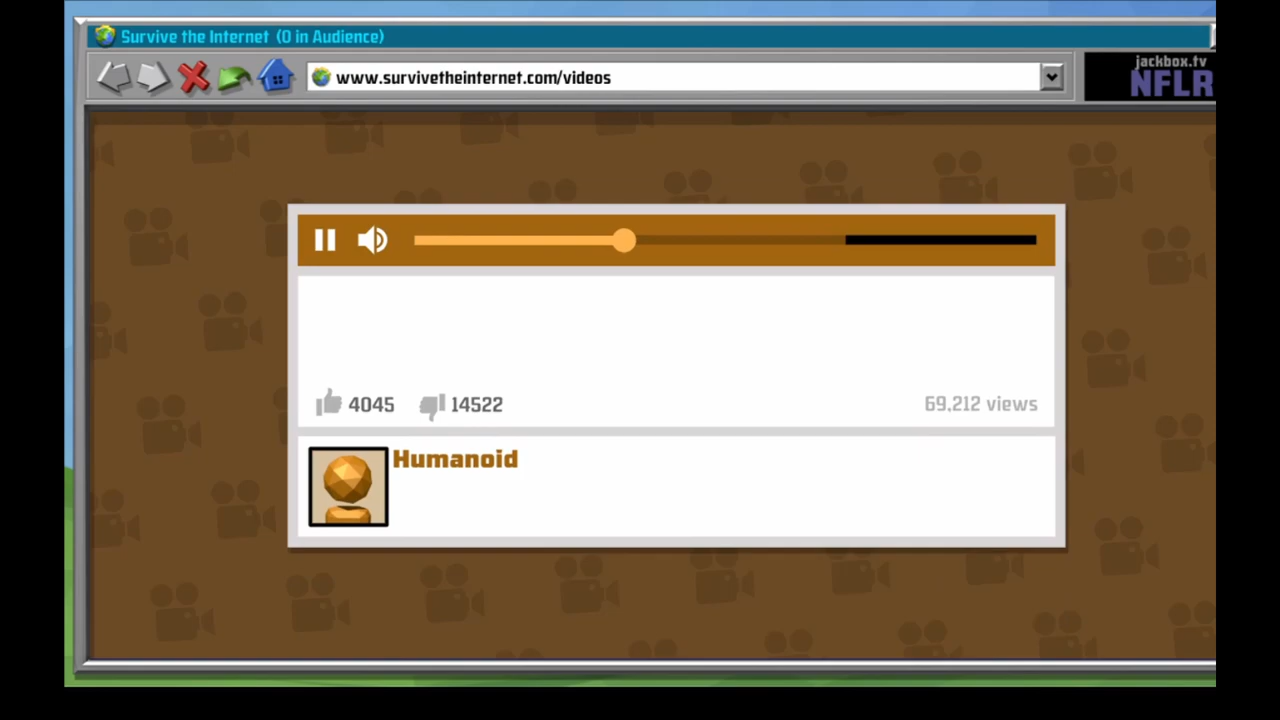 Survive the Internet (0 in Audience)
www.survivetheinternet.com/videos
jackbox.tv
NFLR
4045 14522 69,212 views
Humanoid